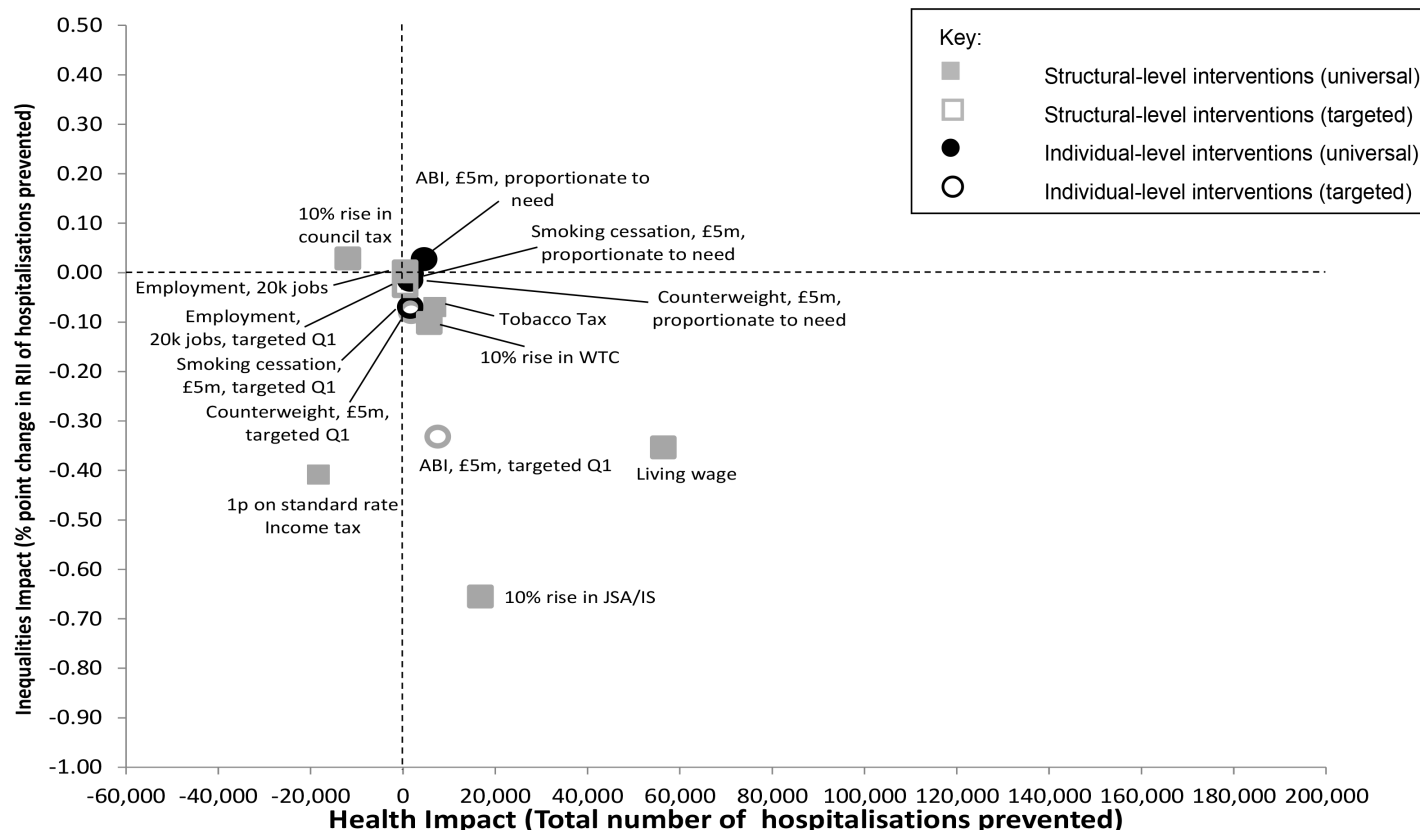 Key:
Structural-level interventions (universal)
Structural-level interventions (targeted)
Individual-level interventions (universal)
Individual-level interventions (targeted)
Inequalities Impact (% point change in RII of hospitalisations prevented)
0.50
0.40
0.30
0.20
0.10
0.00
-0.10
-0.20
-0.30
-0.40
-0.50
-0.60
-0.70
-0.80
-0.90
-1.00
ABI, £5m, proportionate to
need
10% rise in
council tax
Smoking cessation, £5m,
proportionate to need
Employment, 20k jobs
Counterweight, £5m,
proportionate to need
Employment,
20k jobs, targeted Q1
Tobacco Tax
10% rise in WTC
Smoking cessation,
£5m, targeted Q1
Counterweight, £5m,
targeted Q1
ABI, £5m, targeted Q1
Living wage
1p on standard rate
Income tax
10% rise in JSA/IS
-60,000 -40,000 -20,000 0 20,000 40,000 60,000 80,000 100,000 120,000 140,000 160,000 180,000 200,000
Health Impact (Total number of hospitalisations prevented)